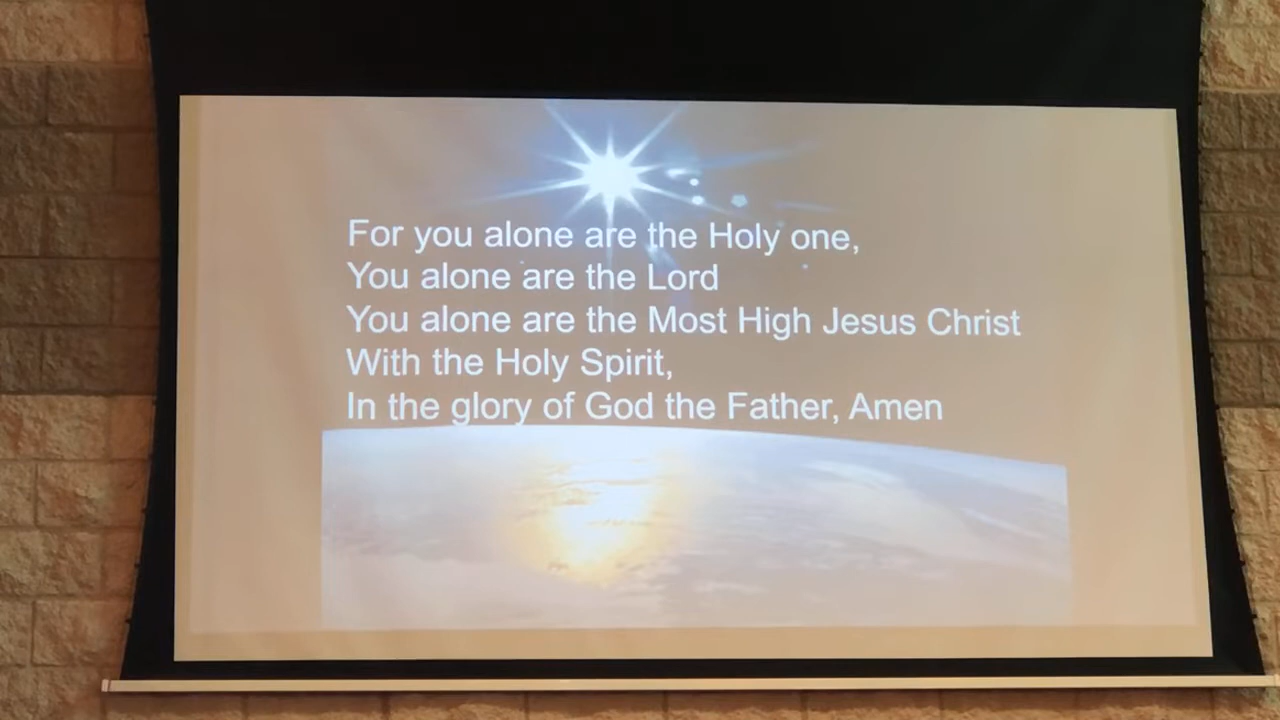 For you alone are the Holy one,
You alone are the Lord
You alone are the Most High Jesus Christ
With the Holy Spirit,
In the glory of God the Father, Amen